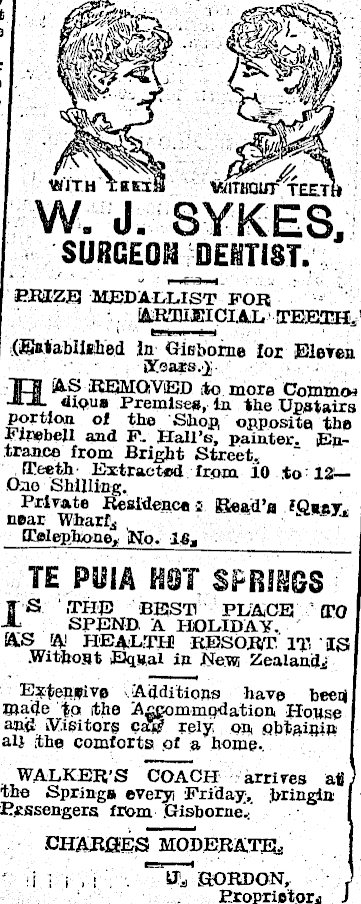 WITH TEETH
WITHOUT TEETH
W. J. SYKES,
SURGEON DENTIST.
PRIZE MEDALLIST FOR
ARTIFICIAL TEETH.
(Established in Gisborne for Eleven
Years.)
HAS REMOVED to more Commo-
dious Premises, in the Upstairs
portion of the Shop opposite the
Firebell and F. Hall's, painter. En-
trance from Bright Street.
Teeth Extracted from 10 to 12—
One Shilling.
Private Residence: Read's Quay,
near Wharf.
Telephone, No. 16.
TE PUIA HOT SPRINGS
IS THE BEST PLACE TO
SPEND A HOLIDAY.
AS A HEALTH RESORT IT IS
Without Equal in New Zealand.
Extensive Additions have been
made to the Accommodation House
and Visitors can rely on obtainin
all the comforts of a home.
WALKER'S COACH arrives at
the Springs every Friday, bringin
Passengers from Gisborne.
CHARGES MODERATE.
J. GORDON,
Proprietor.